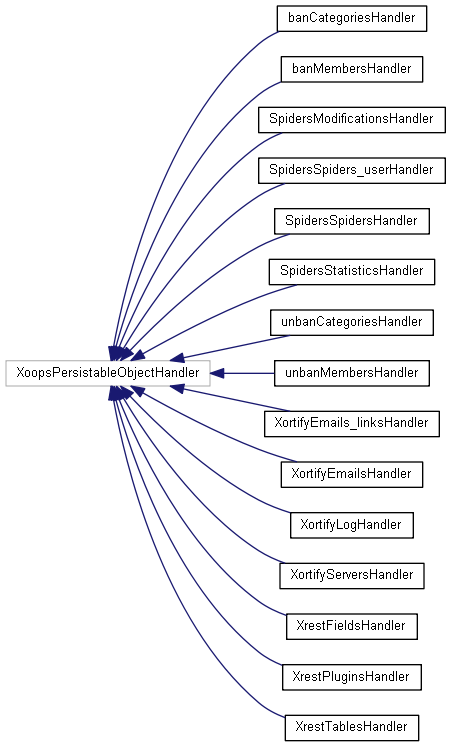 banCategoriesHandler
banMembersHandler
SpidersModificationsHandler
SpidersSpiders_userHandler
SpidersSpidersHandler
SpidersStatisticsHandler
unbanCategoriesHandler
XoopsPersistableObjectHandler
unbanMembersHandler
XortifyEmails_linksHandler
XortifyEmailsHandler
XortifyLogHandler
XortifyServersHandler
XrestFieldsHandler
XrestPluginsHandler
XrestTablesHandler